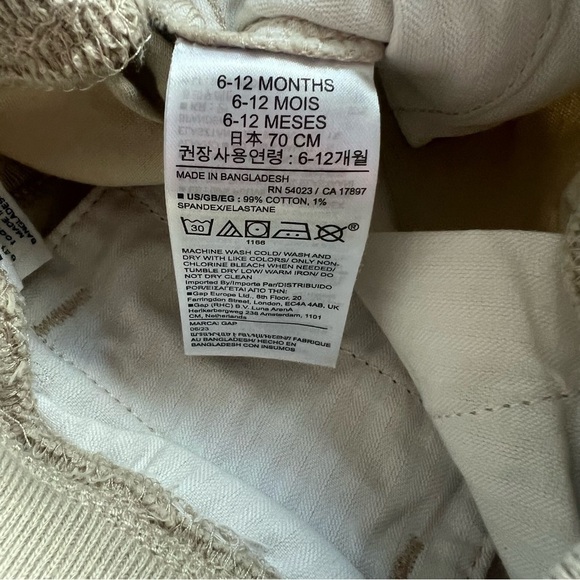 6-12 MONTHS
6-12 MOIS
6-12 MESES
日本 70 CM
권장사용연령 : 6-12개월
MADE IN BANGLADESH
RN 54023 / CA 17897
■ US/GB/EG : 99% COTTON, 1%
SPANDEX/ELASTANE
30
1166
MACHINE WASH COLD/ WASH AND
DRY WITH LIKE COLORS/ ONLY NON-
CHLORINE BLEACH WHEN NEEDED/
TUMBLE DRY LOW/ WARM IRON/ DO
NOT DRY CLEAN
Imported By/Importe Par/Distribuido
POR/ΕΙΣΑΓΕΤΑΙ ΑΠΟ ΤΗΝ:
■Gap Europe Ltd., 8th Floor, 20
Farringdon Street, London, EC4A 4AB, UK
■Gap (RHC) B.V. Luna ArenA
Herikerbergweg 238 Amsterdam, 1101
CM, Netherlands
MARCA: GAP
FABRIQUE
AU BANGLADESH/ HECHO EN
BANGLADESH CON INSUMOS